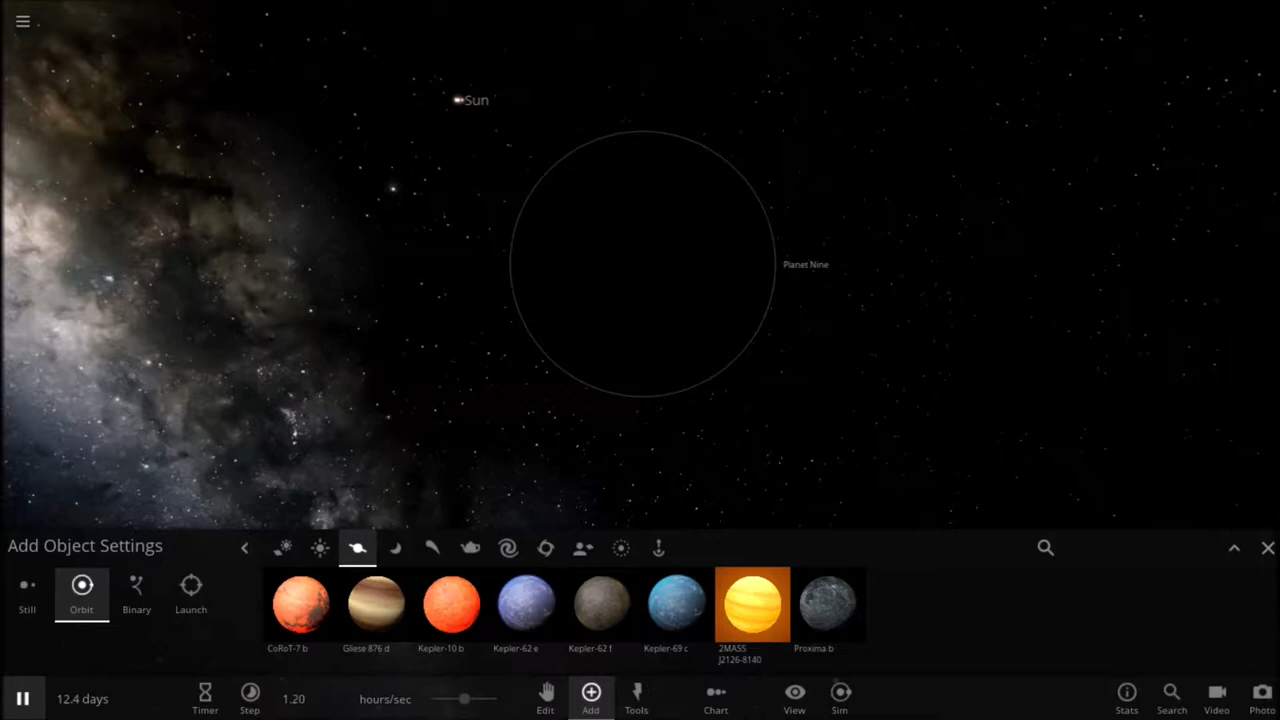 Sun
Planet Nine
Add Object Settings
Still
Orbit
Binary
Launch
CoRoT-7 b
Gliese 876 d
Kepler-10 b
Kepler-62 e
Kepler-62 f
Kepler-69 c
2MASS
J2126-8140
Proxima b
12.4 days
Timer
Step
1.20
hours/sec
Edit
Add
Tools
Chart
View
Sim
Stats
Search
Video
Photo